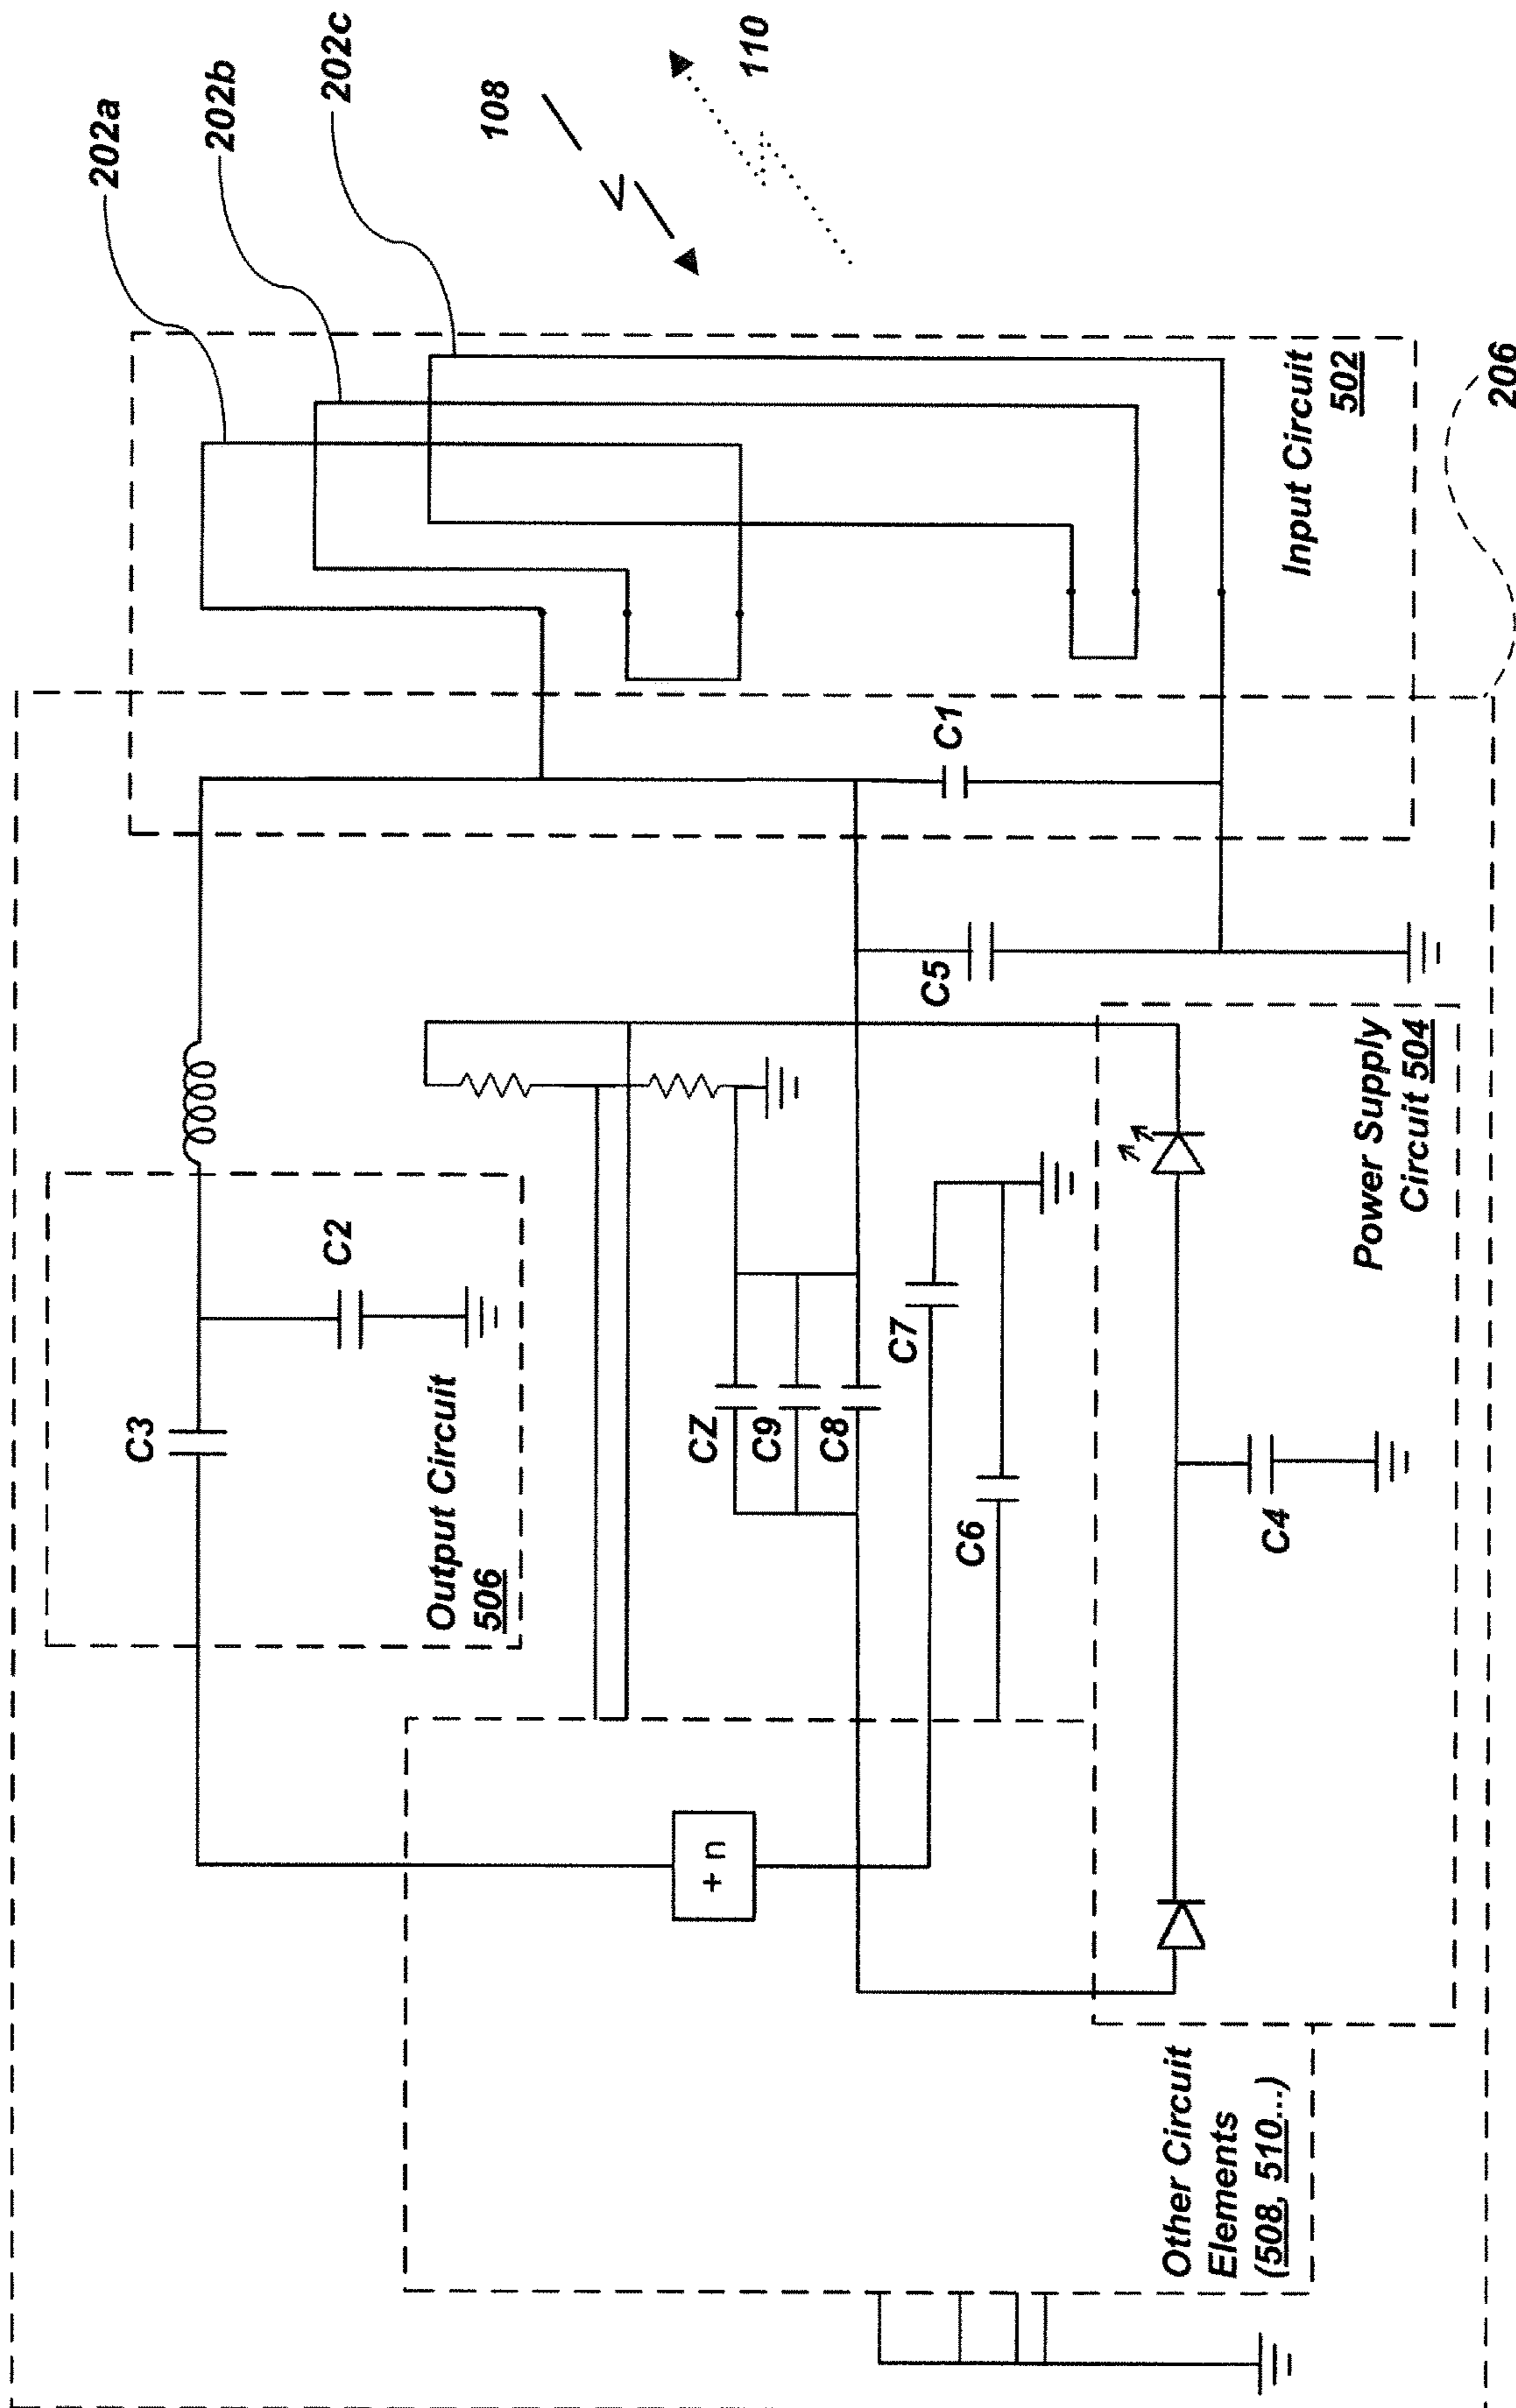 202a
202b
202c
108
110
Input Circuit
502
206
C1
C5
C3
C2
Output Circuit
506
CZ
C9
C8
C7
C6
C4
Power Supply
Circuit 504
+ n
Other Circuit
Elements
(508, 510...)